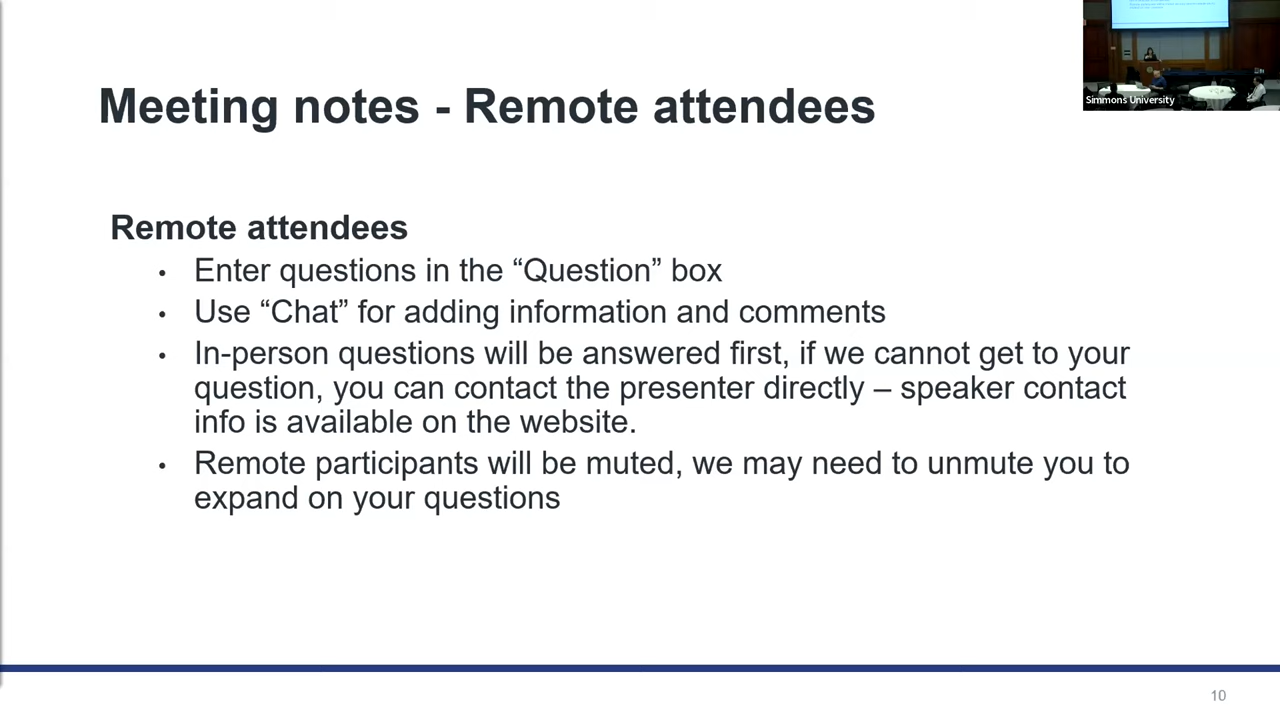 Meeting notes - Remote attendees
Simmons University
Remote attendees
• Enter questions in the “Question” box
• Use “Chat” for adding information and comments
• In-person questions will be answered first, if we cannot get to your
question, you can contact the presenter directly – speaker contact
info is available on the website.
• Remote participants will be muted, we may need to unmute you to
expand on your questions
10